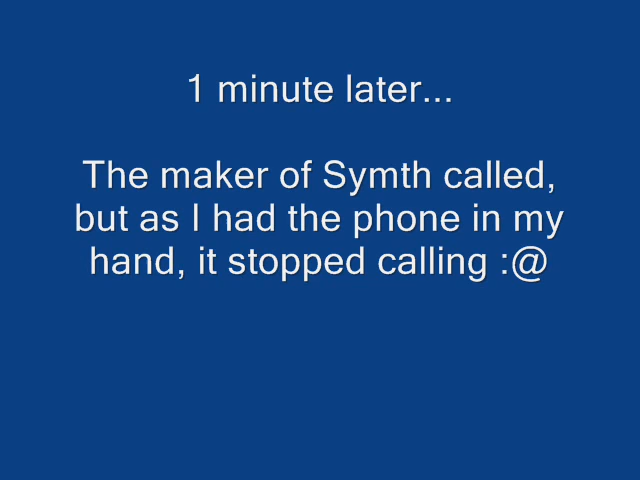 1 minute later...
The maker of Symth called,
but as I had the phone in my
hand, it stopped calling :@